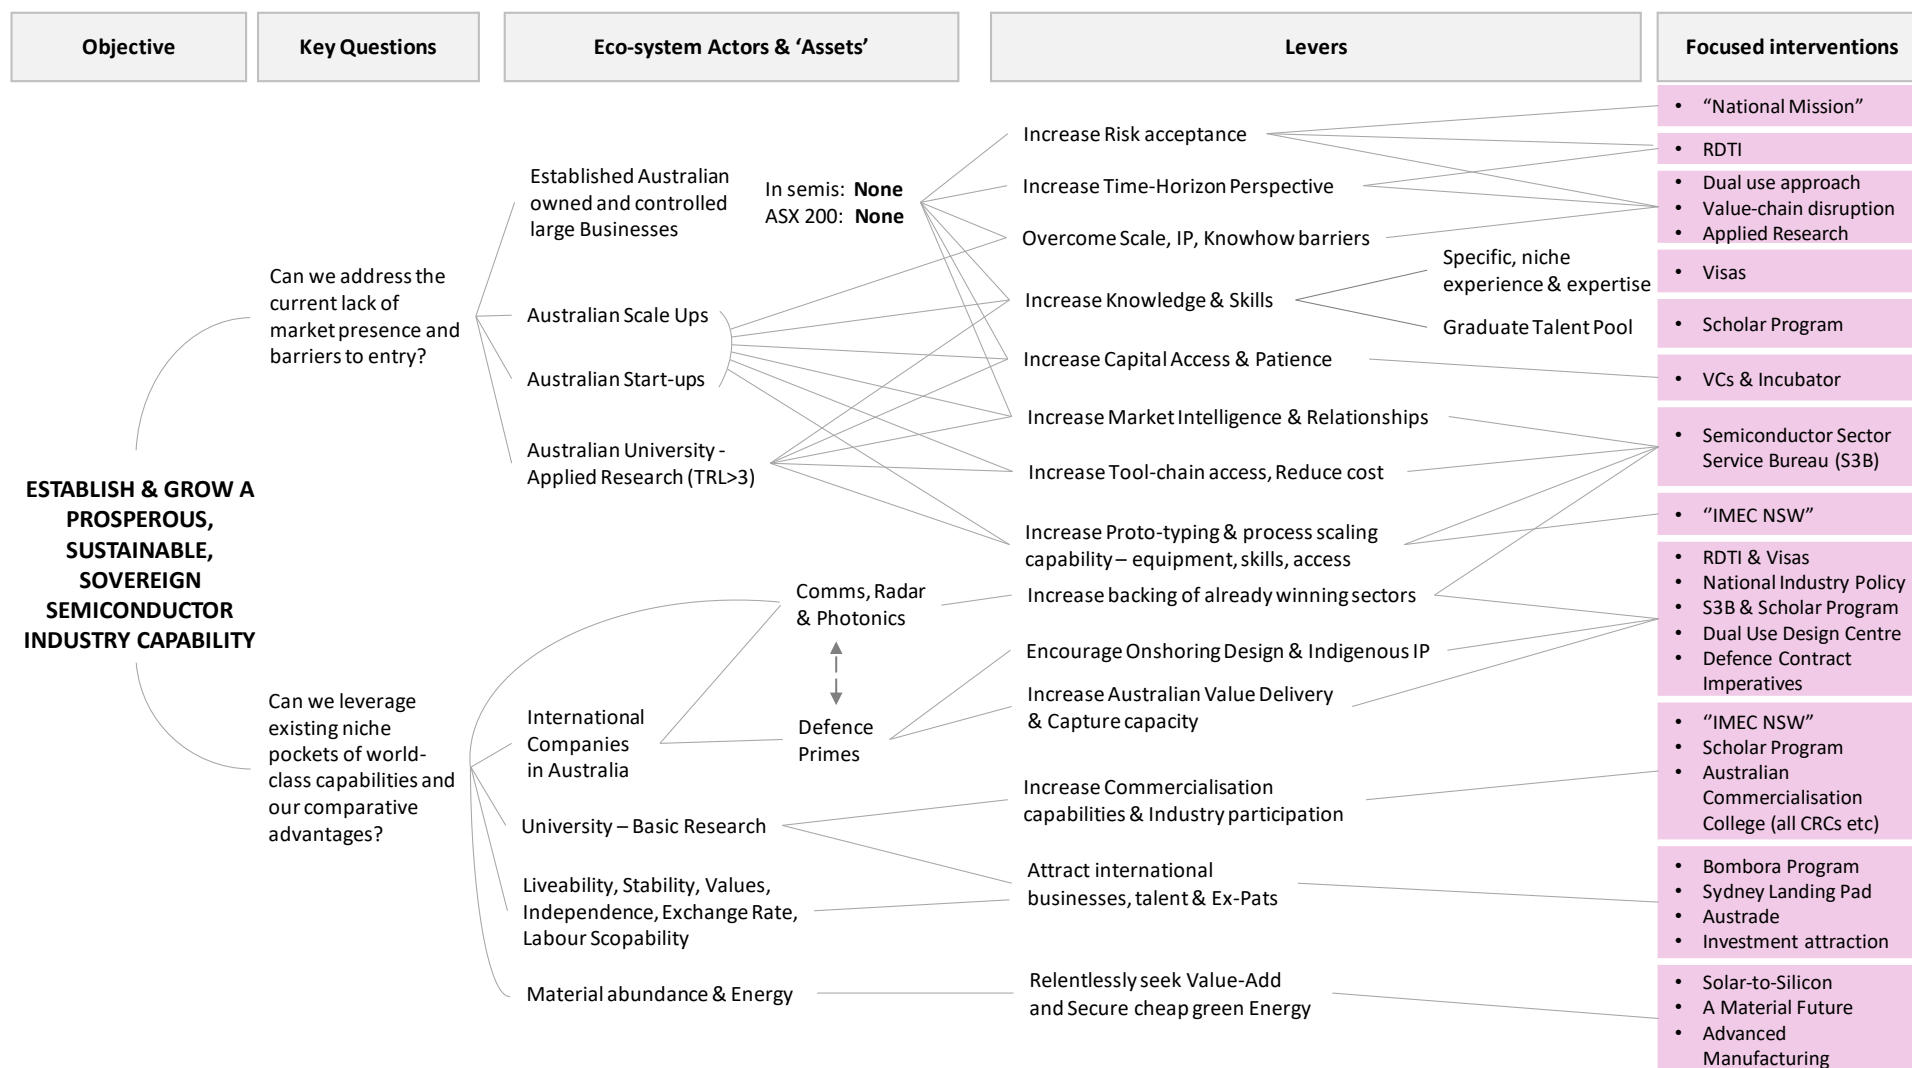 Objective
Key Questions
Eco-system Actors & ‘Assets’
Levers
Focused interventions
ESTABLISH & GROW A
PROSPEROUS,
SUSTAINABLE,
SOVEREIGN
SEMICONDUCTOR
INDUSTRY CAPABILITY
Can we address the
current lack of
market presence and
barriers to entry?
Can we leverage
existing niche
pockets of world-
class capabilities and
our comparative
advantages?
Established Australian
owned and controlled
large Businesses
In semis: None
ASX 200: None
Australian Scale Ups
Australian Start-ups
Australian University -
Applied Research (TRL>3)
Comms, Radar
& Photonics
International
Companies
in Australia
Defence
Primes
University – Basic Research
Liveability, Stability, Values,
Independence, Exchange Rate,
Labour Scopability
Material abundance & Energy
Increase Risk acceptance
Increase Time-Horizon Perspective
Overcome Scale, IP, Knowhow barriers
Increase Knowledge & Skills
Specific, niche
experience & expertise
Graduate Talent Pool
Increase Capital Access & Patience
Increase Market Intelligence & Relationships
Increase Tool-chain access, Reduce cost
Increase Proto-typing & process scaling
capability – equipment, skills, access
Increase backing of already winning sectors
Encourage Onshoring Design & Indigenous IP
Increase Australian Value Delivery
& Capture capacity
Increase Commercialisation
capabilities & Industry participation
Attract international
businesses, talent & Ex-Pats
Relentlessly seek Value-Add
and Secure cheap green Energy
• “National Mission”
• RDTI
• Dual use approach
• Value-chain disruption
• Applied Research
• Visas
• Scholar Program
• VCs & Incubator
• Semiconductor Sector
Service Bureau (S3B)
• “IMEC NSW”
• RDTI & Visas
• National Industry Policy
• S3B & Scholar Program
• Dual Use Design Centre
• Defence Contract
Imperatives
• “IMEC NSW”
• Scholar Program
• Australian
Commercialisation
College (all CRCs etc)
• Bombora Program
• Sydney Landing Pad
• Austrade
• Investment attraction
• Solar-to-Silicon
• A Material Future
• Advanced
Manufacturing